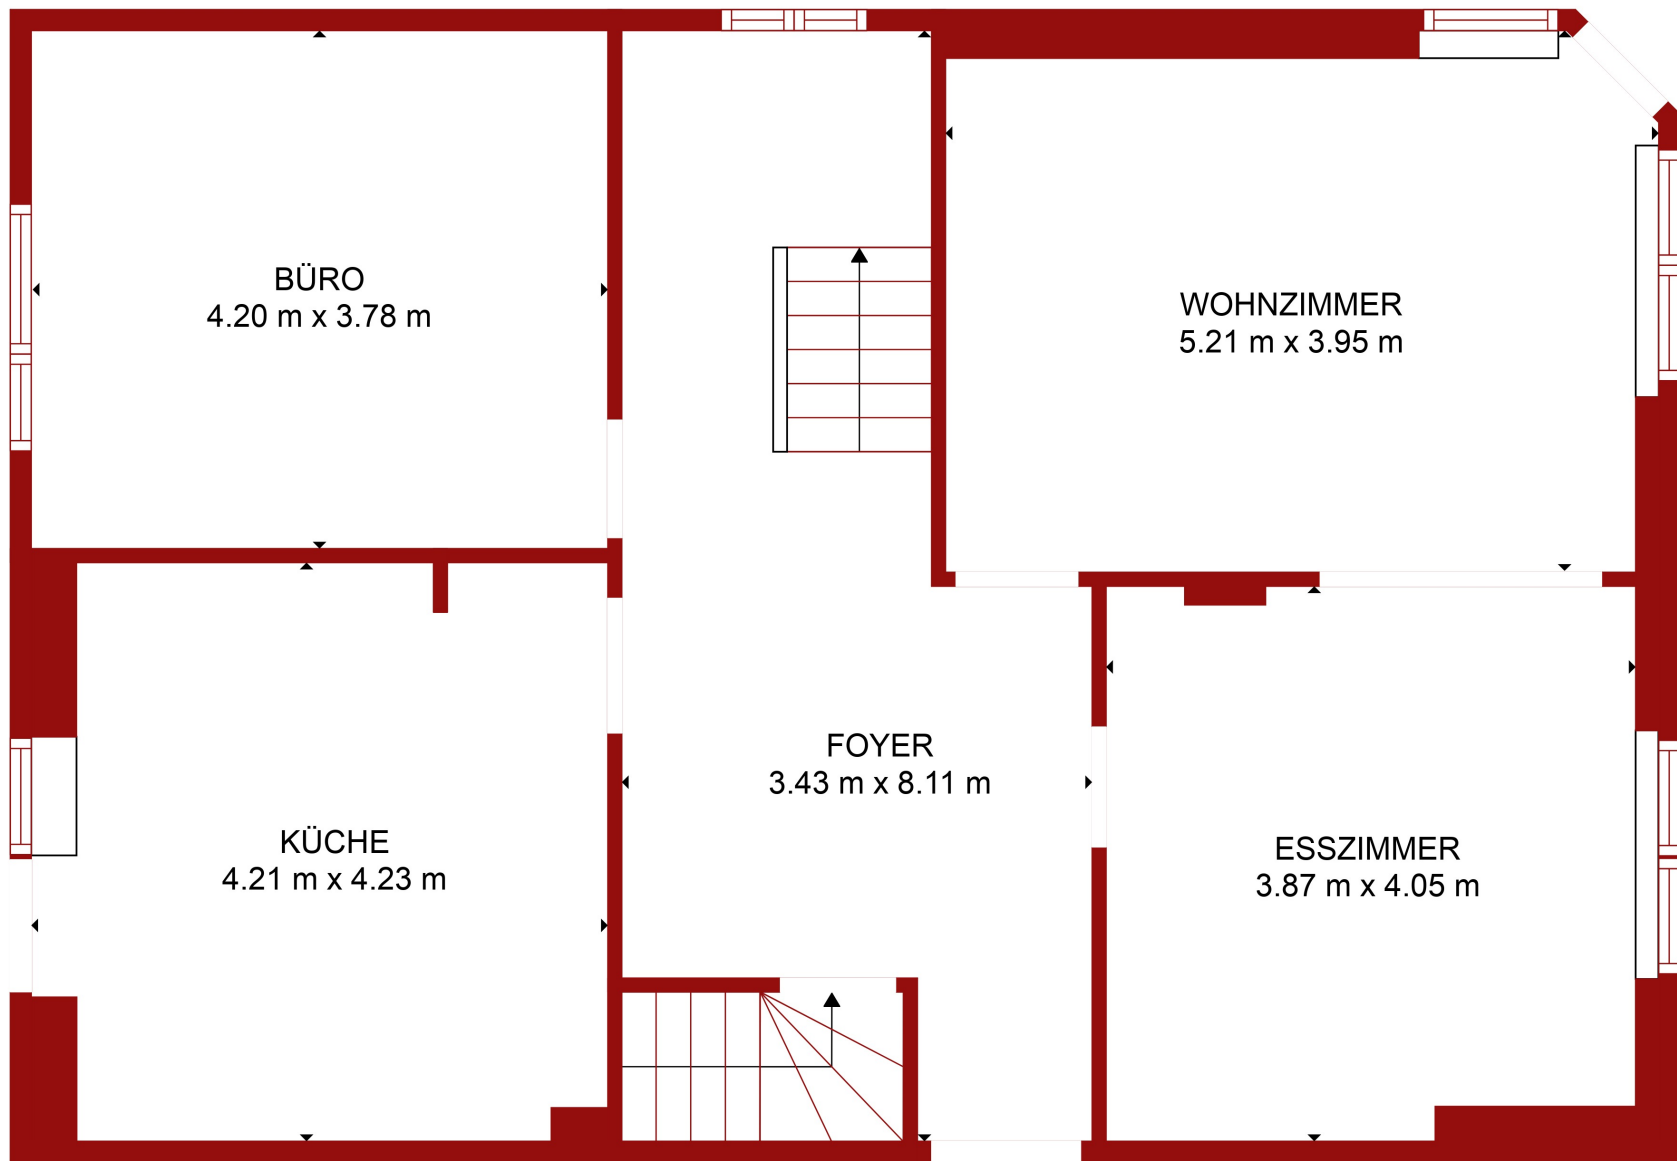 BÜRO
4.20 m x 3.78 m
WOHNZIMMER
5.21 m x 3.95 m
FOYER
3.43 m x 8.11 m
KÜCHE
4.21 m x 4.23 m
ESSZIMMER
3.87 m x 4.05 m